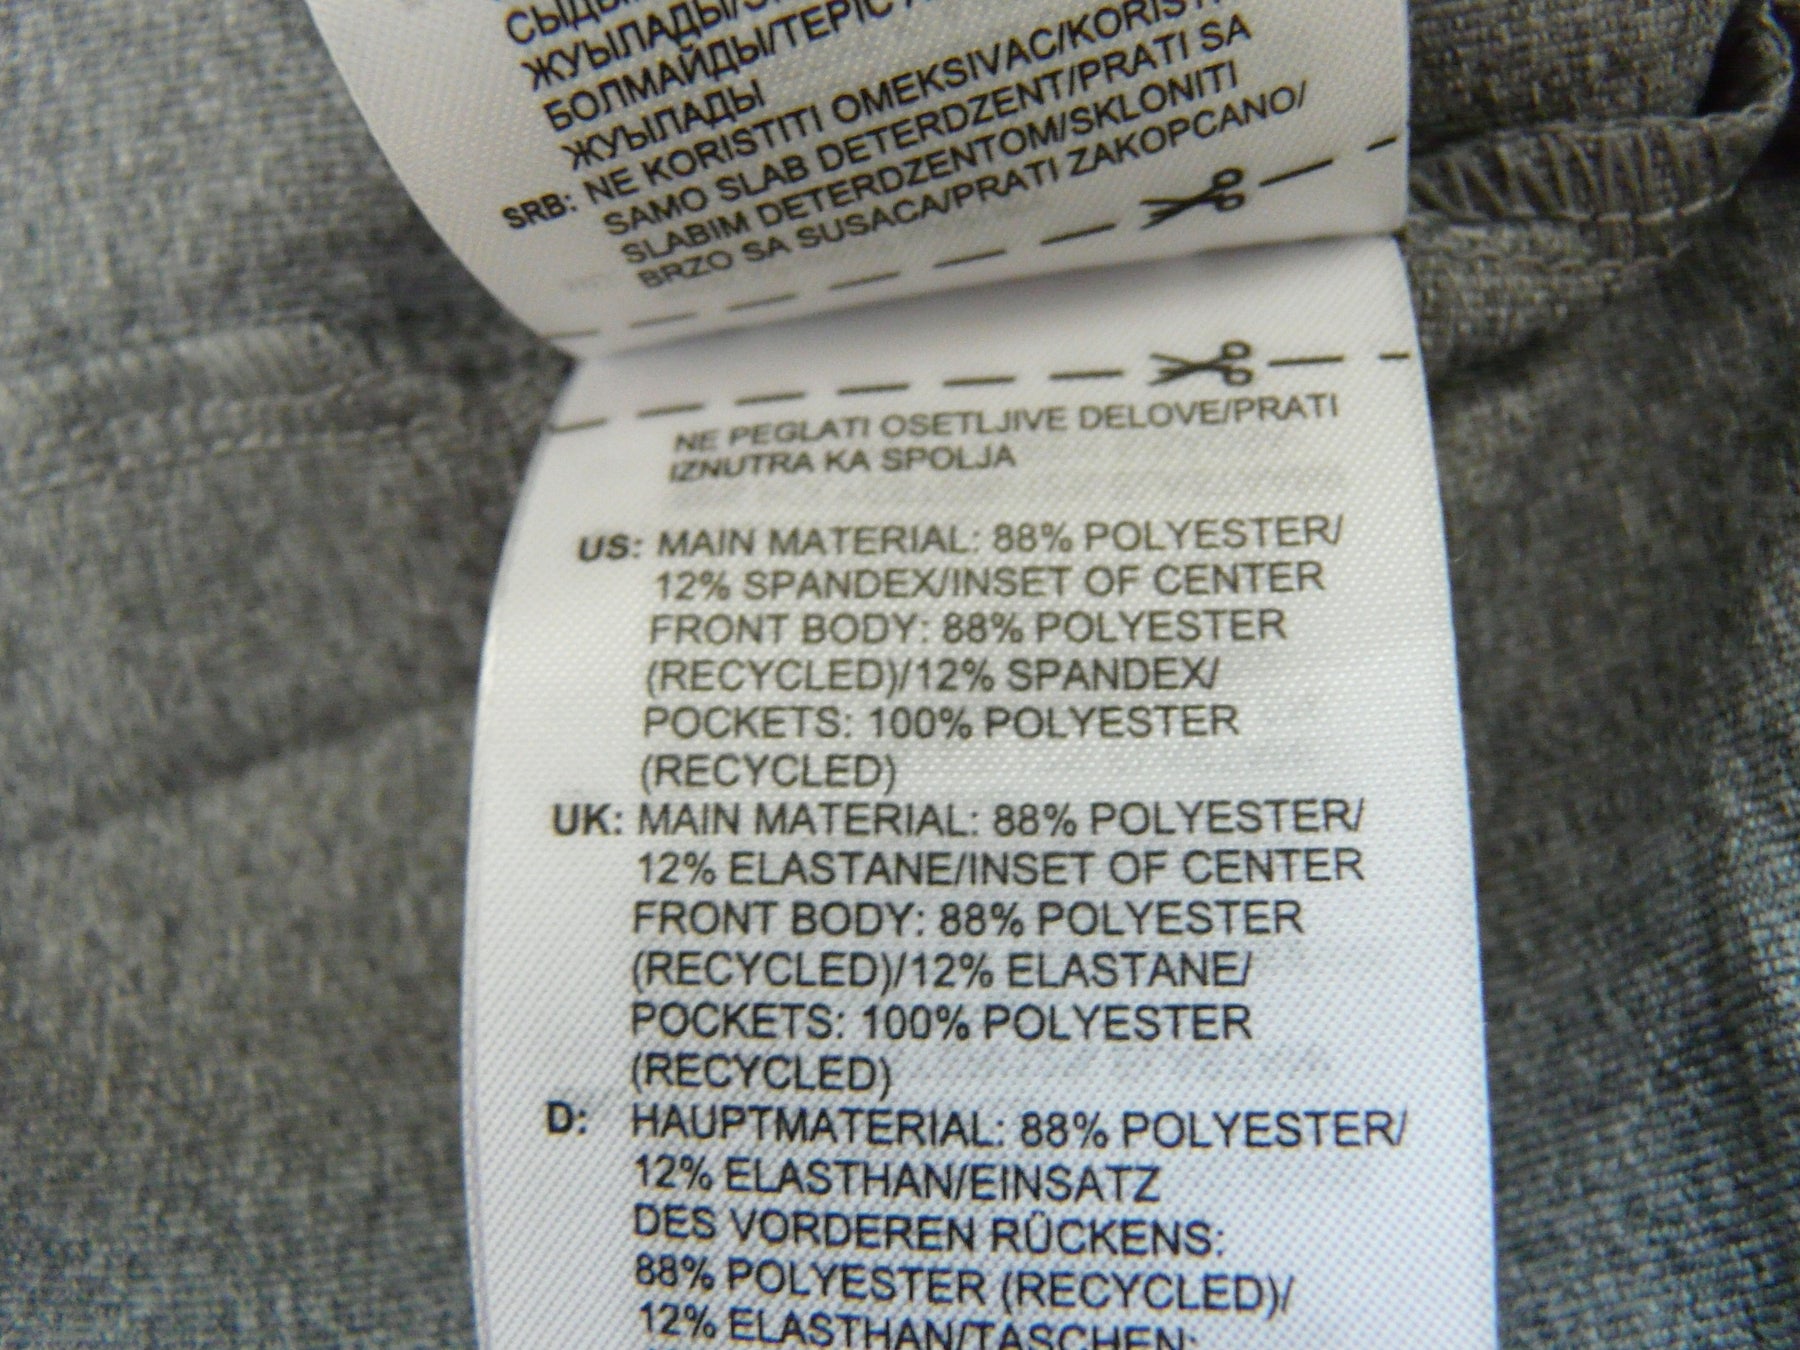 ЖУЫЛАДЫ
БОЛМАЙДЫ/ТЕРІС
ЖУЫЛАДЫ
SRB: NE KORISTITI OMEKSIVAC/
SAMO SLAB DETERDZENT/PRATI SA
SLABIM DETERDZENTOM/SKLONITI
BRZO SA SUSACA/PRATI ZAKOPCANO/
NE PEGLATI OSETLJIVE DELOVE/PRATI
IZNUTRA KA SPOLJA
US: MAIN MATERIAL: 88% POLYESTER/
12% SPANDEX/INSET OF CENTER
FRONT BODY: 88% POLYESTER
(RECYCLED)/12% SPANDEX/
POCKETS: 100% POLYESTER
(RECYCLED)
UK: MAIN MATERIAL: 88% POLYESTER/
12% ELASTANE/INSET OF CENTER
FRONT BODY: 88% POLYESTER
(RECYCLED)/12% ELASTANE/
POCKETS: 100% POLYESTER
(RECYCLED)
D: HAUPTMATERIAL: 88% POLYESTER/
12% ELASTHAN/EINSATZ
DES VORDEREN RÜCKENS:
88% POLYESTER (RECYCLED)/
12% ELASTHAN/TASCHEN: